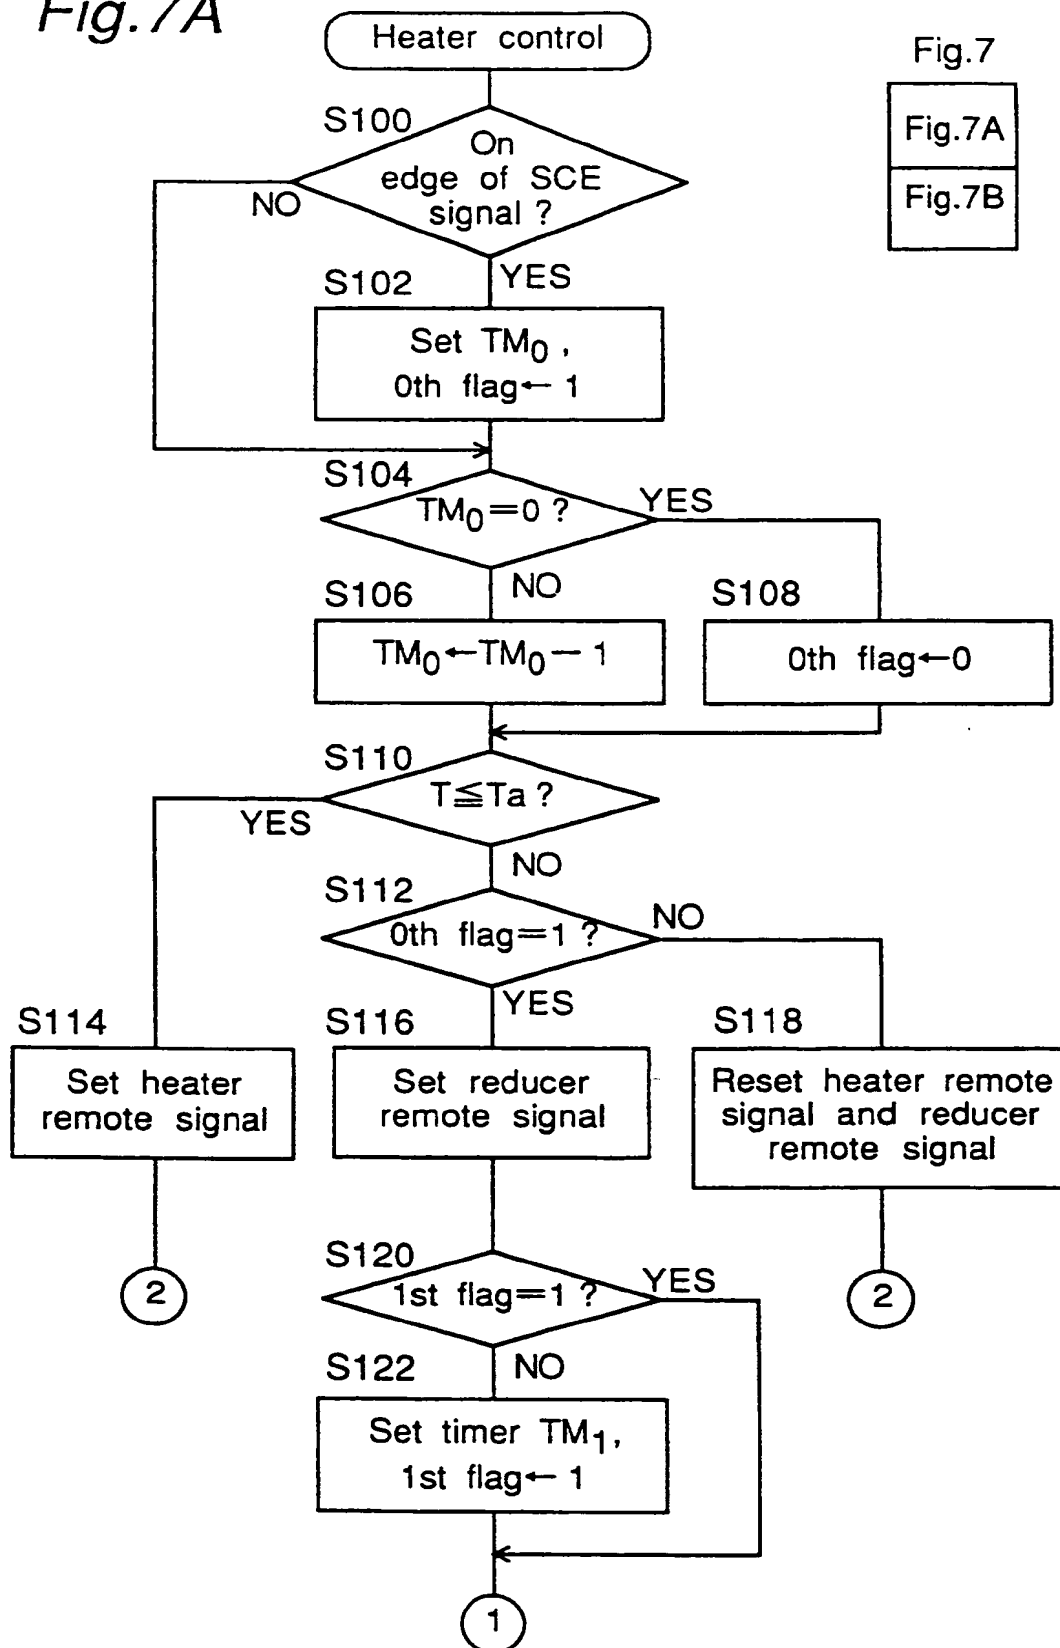 Fig.7A
Heater control
Fig.7
Fig.7A
Fig.7B
S100
On
edge of SCE
signal ?
NO
YES
S102
Set TM0 ,
0th flag← 1
S104
TM0=0 ?
YES
NO
S106
TM0←TM0− 1
S108
0th flag←0
S110
T≦Ta ?
YES
NO
S112
0th flag=1 ?
NO
YES
S114
Set heater
remote signal
S116
Set reducer
remote signal
S118
Reset heater remote
signal and reducer
remote signal
S120
1st flag=1 ?
YES
2
2
NO
S122
Set timer TM1,
1st flag← 1
1